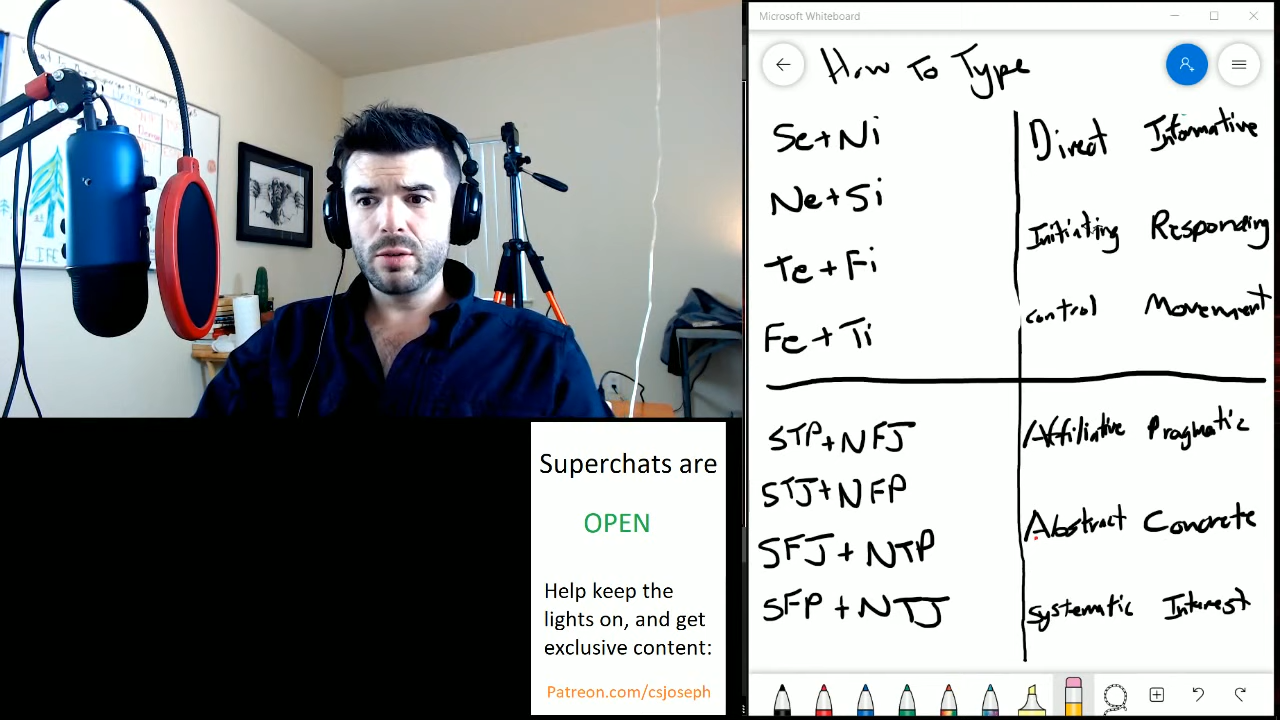 Microsoft Whiteboard
How To Type
Se+Ni
Direct Informative
Ne+Si
Initiating Responding
Te+Fi
control Movement
Fe+Ti
STP+NFJ
Affiliative Pragmatic
STJ+NFP
Abstract Concrete
SFJ+NTP
SFP+NTJ
Systematic Interest
LIFE
Superchats are
OPEN
Help keep the
lights on, and get
exclusive content:
Patreon.com/csjoseph